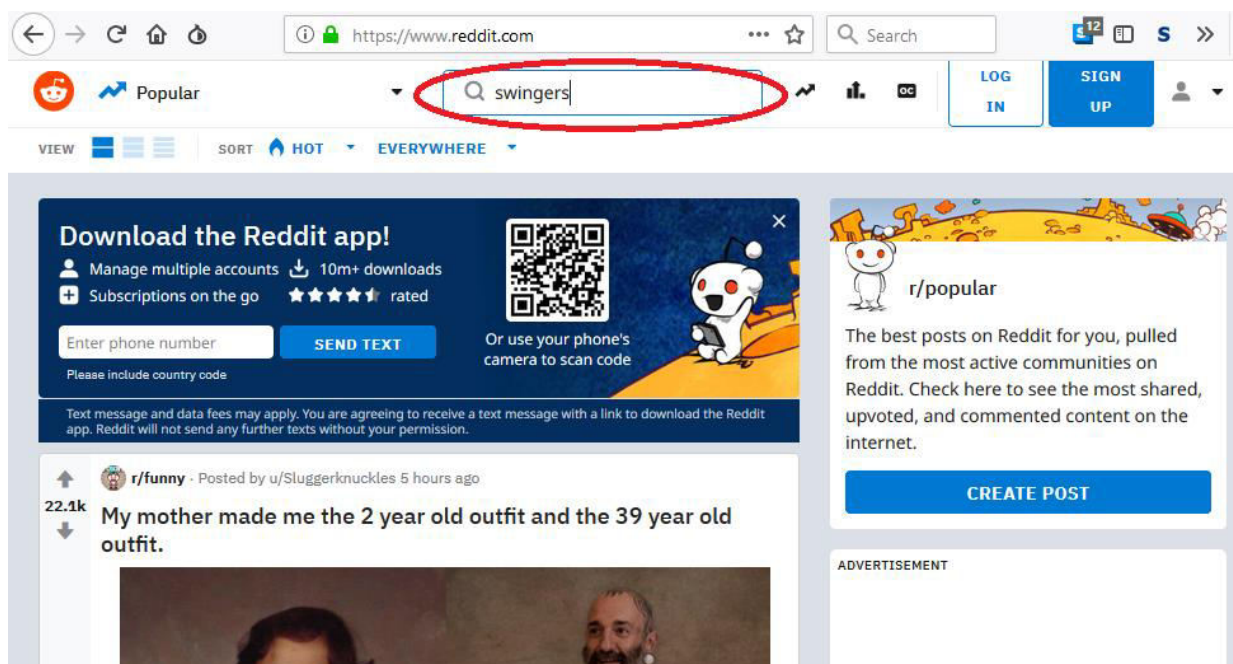 https://www.reddit.com
Search
12
S
S
Popular
swingers
OC
LOG
IN
SIGN
UP
VIEW
SORT HOT EVERYWHERE
Download the Reddit app!
Manage multiple accounts 10m+ downloads
Subscriptions on the go rated
Enter phone number
SEND TEXT
Please include country code
Or use your phone's
camera to scan code
Text message and data fees may apply. You are agreeing to receive a text message with a link to download the Reddit
app. Reddit will not send any further texts without your permission.
r/popular
The best posts on Reddit for you, pulled
from the most active communities on
Reddit. Check here to see the most shared,
upvoted, and commented content on the
internet.
CREATE POST
ADVERTISEMENT
r/funny · Posted by u/Sluggerknuckles 5 hours ago
22.1k
My mother made me the 2 year old outfit and the 39 year old
outfit.